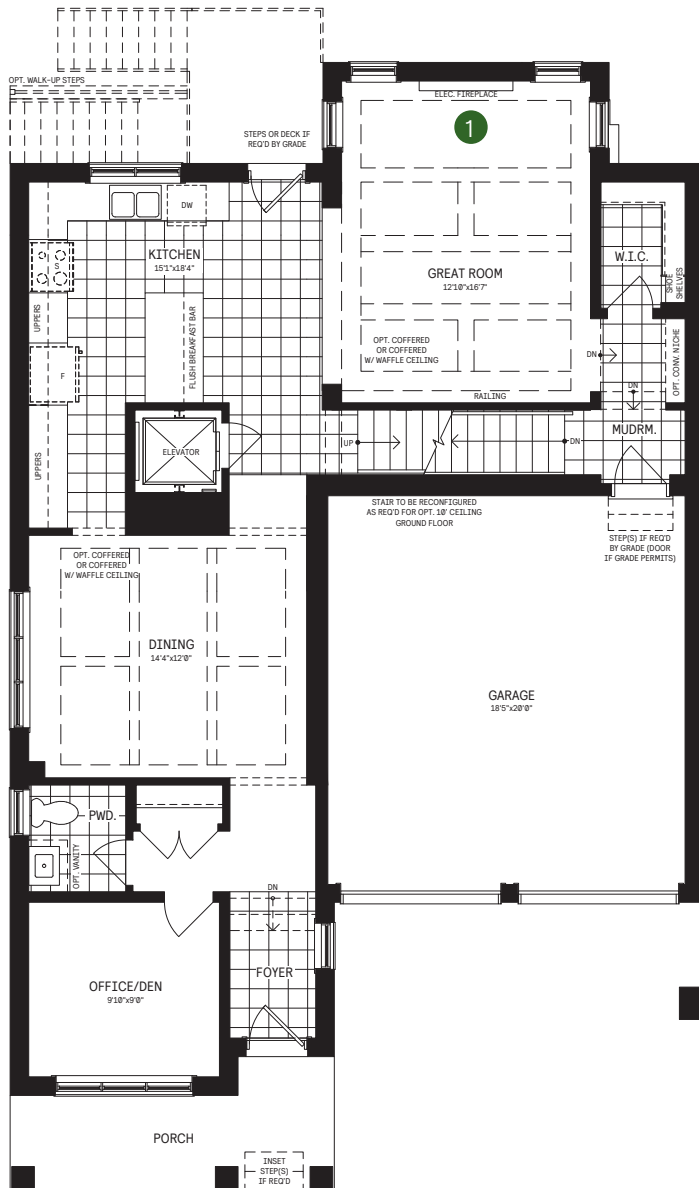 OPT. WALK-UP STEPS
STEPS OR DECK IF
REQ'D BY GRADE
ELEC. FIREPLACE
1
DW
KITCHEN
15'1"x18'4"
S
UPPERS
F
UPPERS
FLUSH BREAKFAST BAR
GREAT ROOM
12'10"x16'7"
OPT. COFFERED
OR COFFERED
W/ WAFFLE CEILING
RAILING
W.I.C.
SHOE
SHELVES
DN
OPT. CONV. NICHE
DN
MUDRM.
ELEVATOR
UP
DN
STAIR TO BE RECONFIGURED
AS REQ'D FOR OPT. 10' CEILING
GROUND FLOOR
STEP(S) IF REQ'D
BY GRADE (DOOR
IF GRADE PERMITS)
OPT. COFFERED
OR COFFERED
W/ WAFFLE CEILING
DINING
14'4"x12'0"
GARAGE
18'5"x20'0"
PWD.
OPT. VANITY
DN
FOYER
OFFICE/DEN
9'10"x9'0"
PORCH
INSET
STEP(S)
IF REQ'D